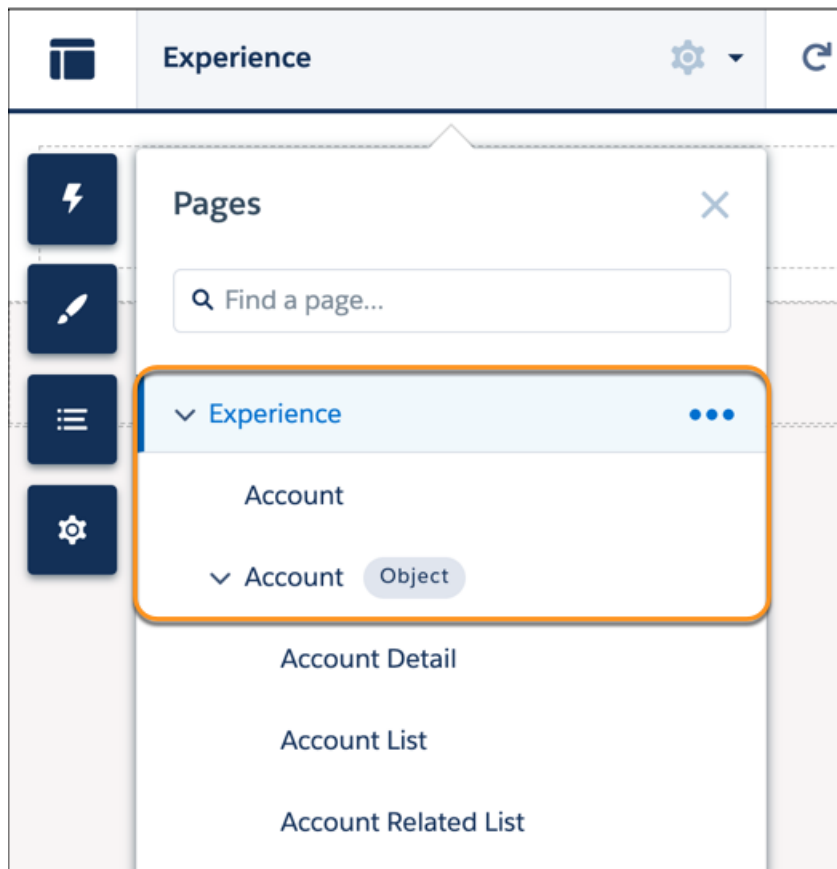 Experience
Pages
Find a page...
Experience
Account
Account Object
Account Detail
Account List
Account Related List